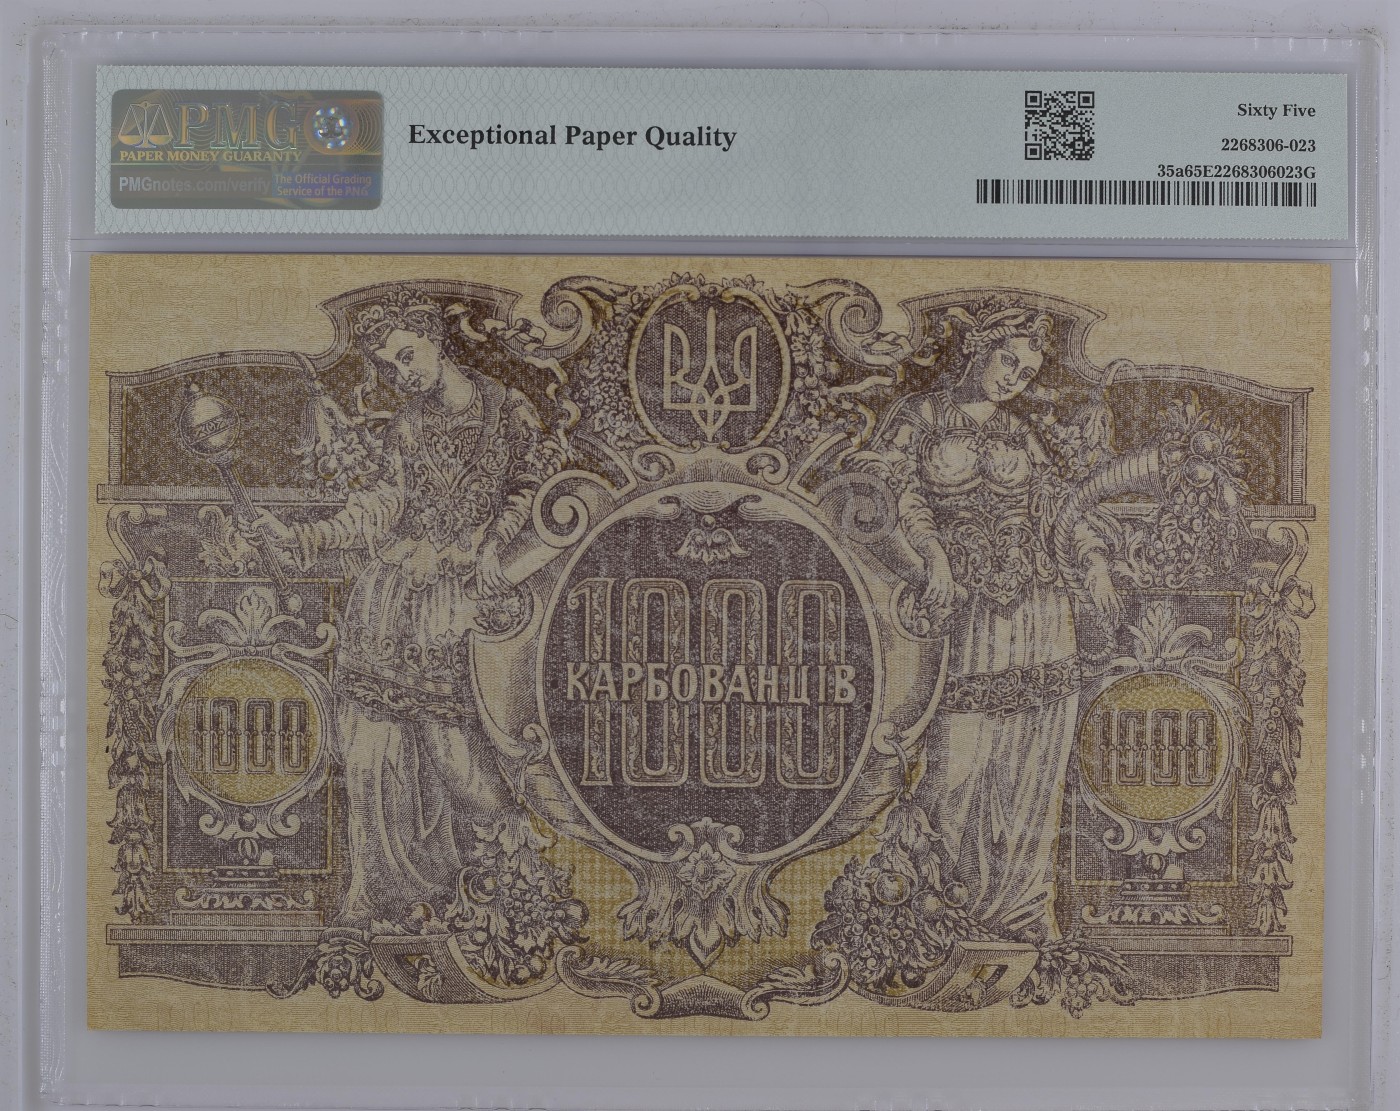 PMG
PAPER MONEY GUARANTY
PMGnotes.com/verify
The Official Grading
Service of the PNG
Exceptional Paper Quality
Sixty Five
2268306-023
35a65E2268306023G
1000
КАРБОВАНЦІВ
1000
1000